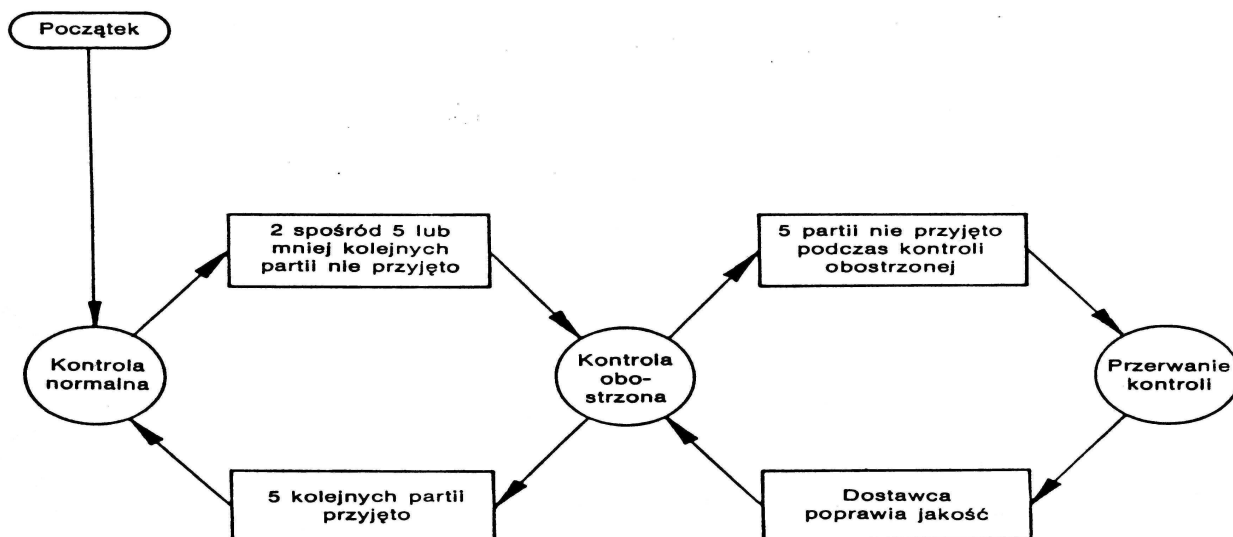 Początek
2 spośród 5 lub
mniej kolejnych
partii nie przyjęto
5 partii nie przyjęto
podczas kontroli
obostrzonej
Kontrola
normalna
Kontrola
obo-
strzona
Przerwanie
kontroli
5 kolejnych partii
przyjęto
Dostawca
poprawia jakość